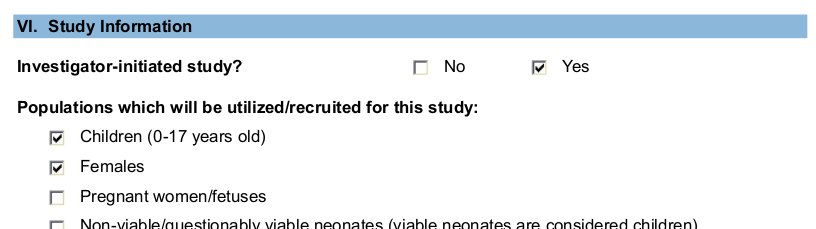 VI. Study Information
Investigator-initiated study? No Yes
Populations which will be utilized/recruited for this study:
Children (0-17 years old)
Females
Pregnant women/fetuses
Non-viable/questionably viable neonates (viable neonates are considered children)